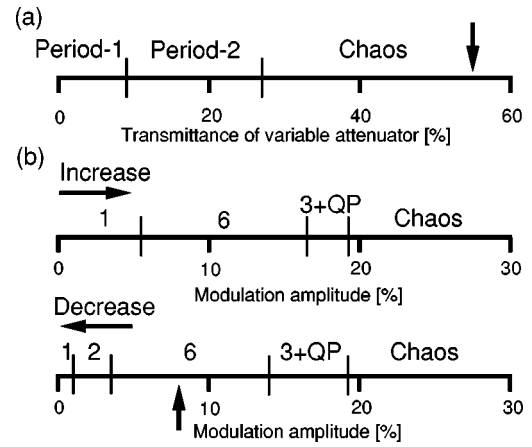 (a)
Period-1 Period-2 Chaos
0 20 40 60
Transmittance of variable attenuator [%]
(b)
Increase
1 6 3+QP Chaos
0 10 20 30
Modulation amplitude [%]
Decrease
1 2 6 3+QP Chaos
0 10 20 30
Modulation amplitude [%]